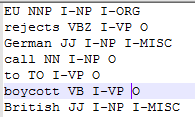 EU NNP I-NP I-ORG
rejects VBZ I-VP O
German JJ I-NP I-MISC
call NN I-NP O
to TO I-VP O
boycott VB I-VP O
British JJ I-NP I-MISC